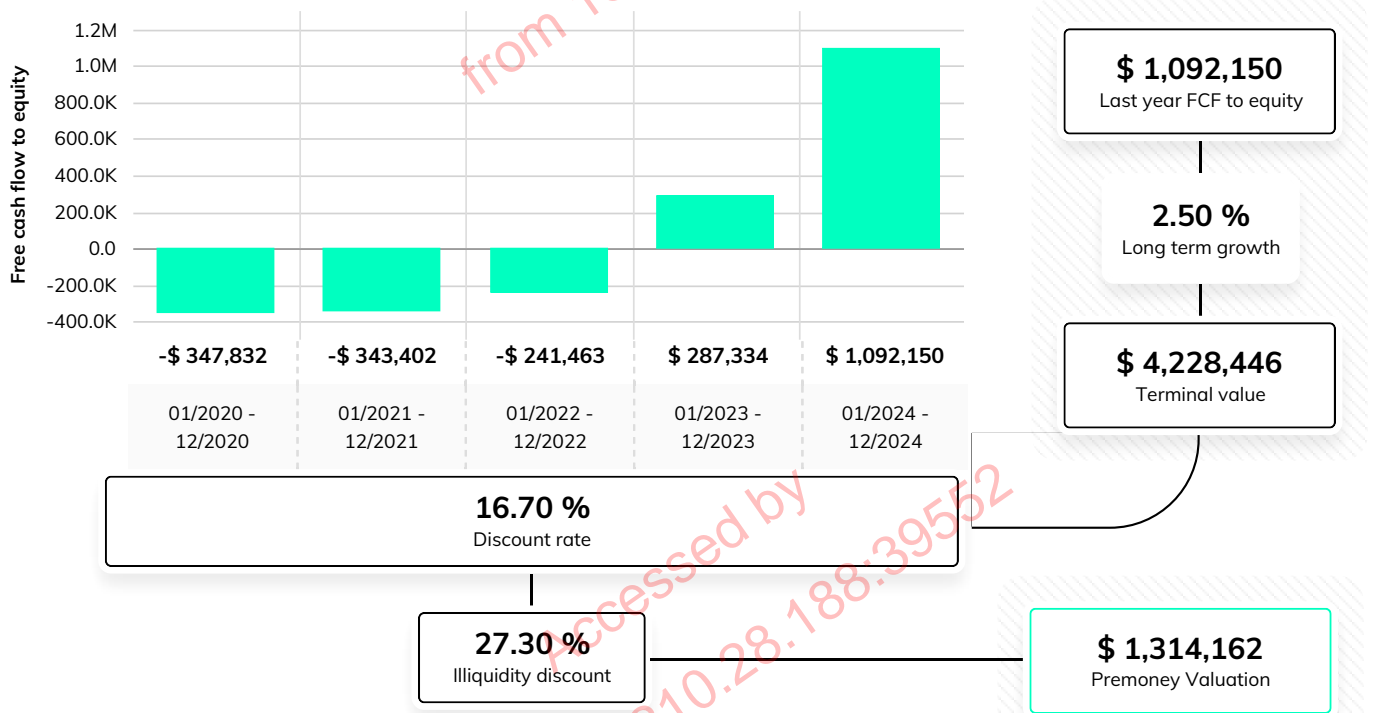 from
Free cash flow to equity
1.2M
1.0M
800.0K
600.0K
400.0K
200.0K
0.0
-200.0K
-400.0K
-$ 347,832
-$ 343,402
-$ 241,463
$ 287,334
$ 1,092,150
01/2020 -
12/2020
01/2021 -
12/2021
01/2022 -
12/2022
01/2023 -
12/2023
01/2024 -
12/2024
$ 1,092,150
Last year FCF to equity
2.50 %
Long term growth
$ 4,228,446
Terminal value
16.70 %
Discount rate
27.30 %
Illiquidity discount
$ 1,314,162
Premoney Valuation
Accessed by
210.28.188:39552